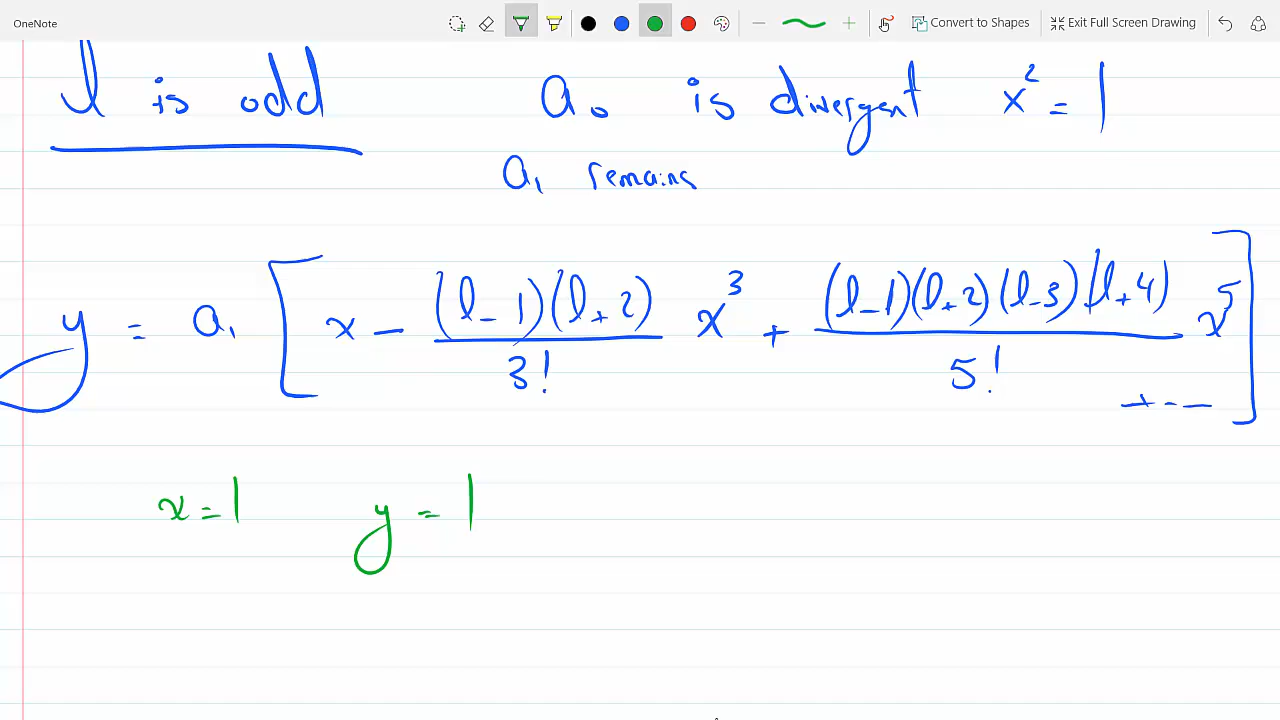 OneNote
Convert to Shapes
Exit Full Screen Drawing
l is odd a₀ is divergent x² = 1
a₁ remains
y = a₁ [ x − (l-1)(l+2)/3! x³ + (l-1)(l+2)(l-3)(l+4)/5! x⁵ + - - ]
x = 1 y = 1